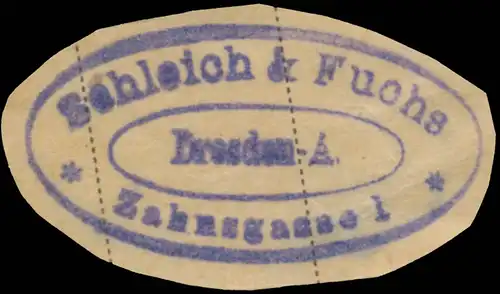 Schleich & Fuchs
Dresden-A.
* Zahnsgasse 1 *